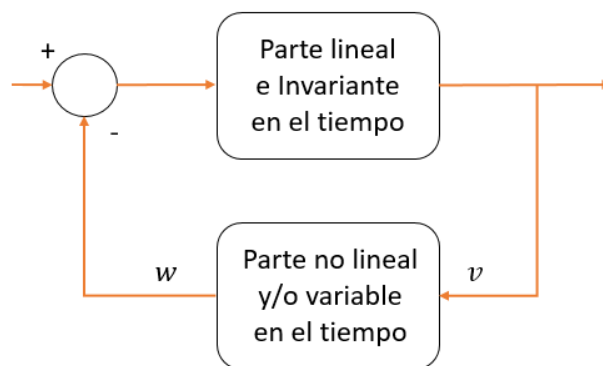 +
Parte lineal
e Invariante
en el tiempo
-
Parte no lineal
y/o variable
en el tiempo
w
v